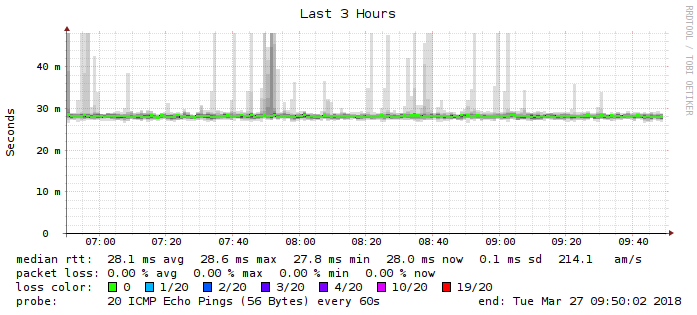 Last 3 Hours
RRDTOOL / TOBI OETIKER
Seconds
40 m
30 m
20 m
10 m
0
07:00 07:20 07:40 08:00 08:20 08:40 09:00 09:20 09:40
median rtt: 28.1 ms avg 28.6 ms max 27.8 ms min 28.0 ms now 0.1 ms sd 214.1 am/s
packet loss: 0.00 % avg 0.00 % max 0.00 % min 0.00 % now
loss color: 0 1/20 2/20 3/20 4/20 10/20 19/20
probe: 20 ICMP Echo Pings (56 Bytes) every 60s end: Tue Mar 27 09:50:02 2018